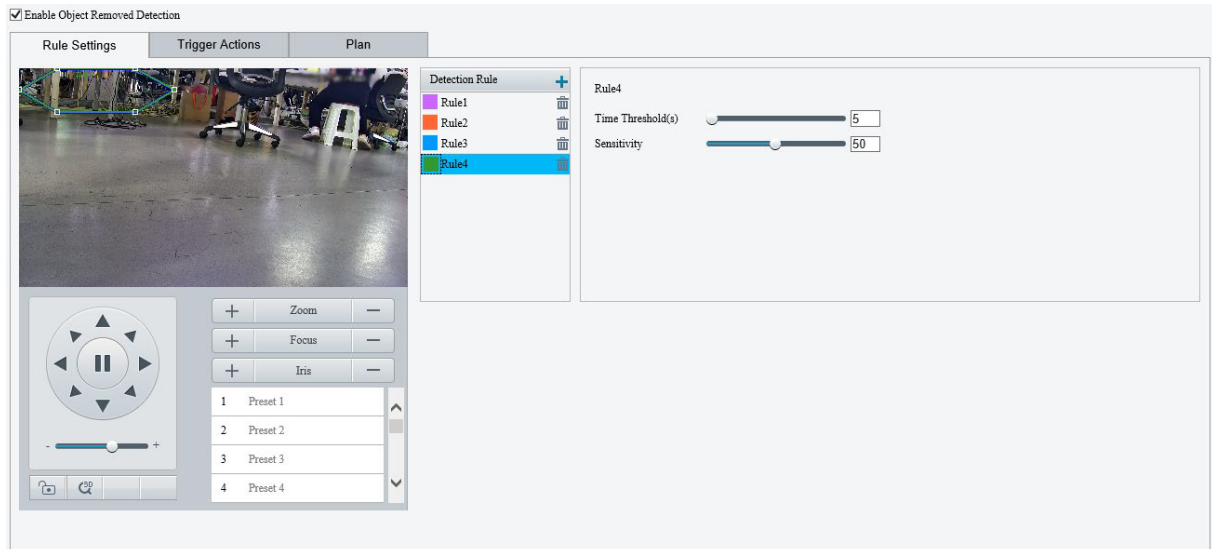 Enable Object Removed Detection
Rule Settings
Trigger Actions
Plan
Detection Rule
Rule1
Rule2
Rule3
Rule4
Rule4
Time Threshold(s)
5
Sensitivity
50
+ Zoom −
+ Focus −
+ Iris −
- +
3D
1 Preset 1
2 Preset 2
3 Preset 3
4 Preset 4